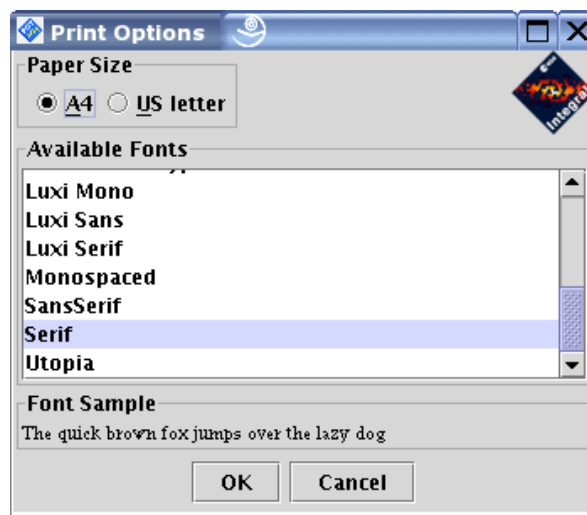 Print Options
Paper Size
A4 US letter
Integral
Available Fonts
Luxi Mono
Luxi Sans
Luxi Serif
Monospaced
SansSerif
Serif
Utopia
Font Sample
The quick brown fox jumps over the lazy dog
OK Cancel